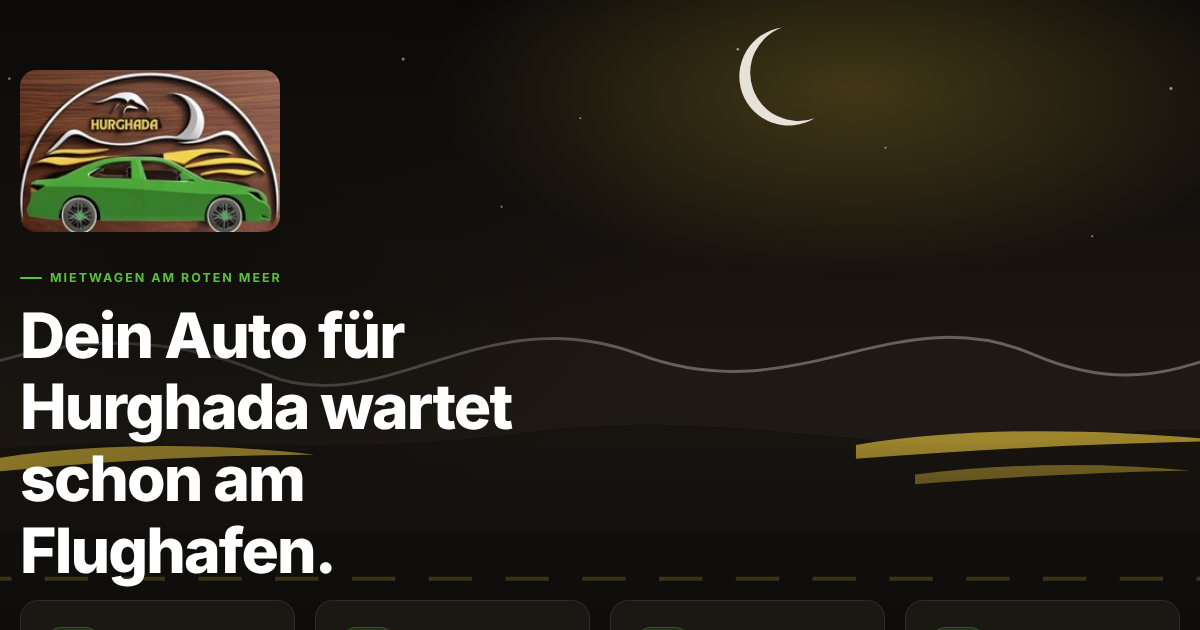 HURGHADA
MIETWAGEN AM ROTEN MEER
Dein Auto für
Hurghada wartet
schon am
Flughafen.